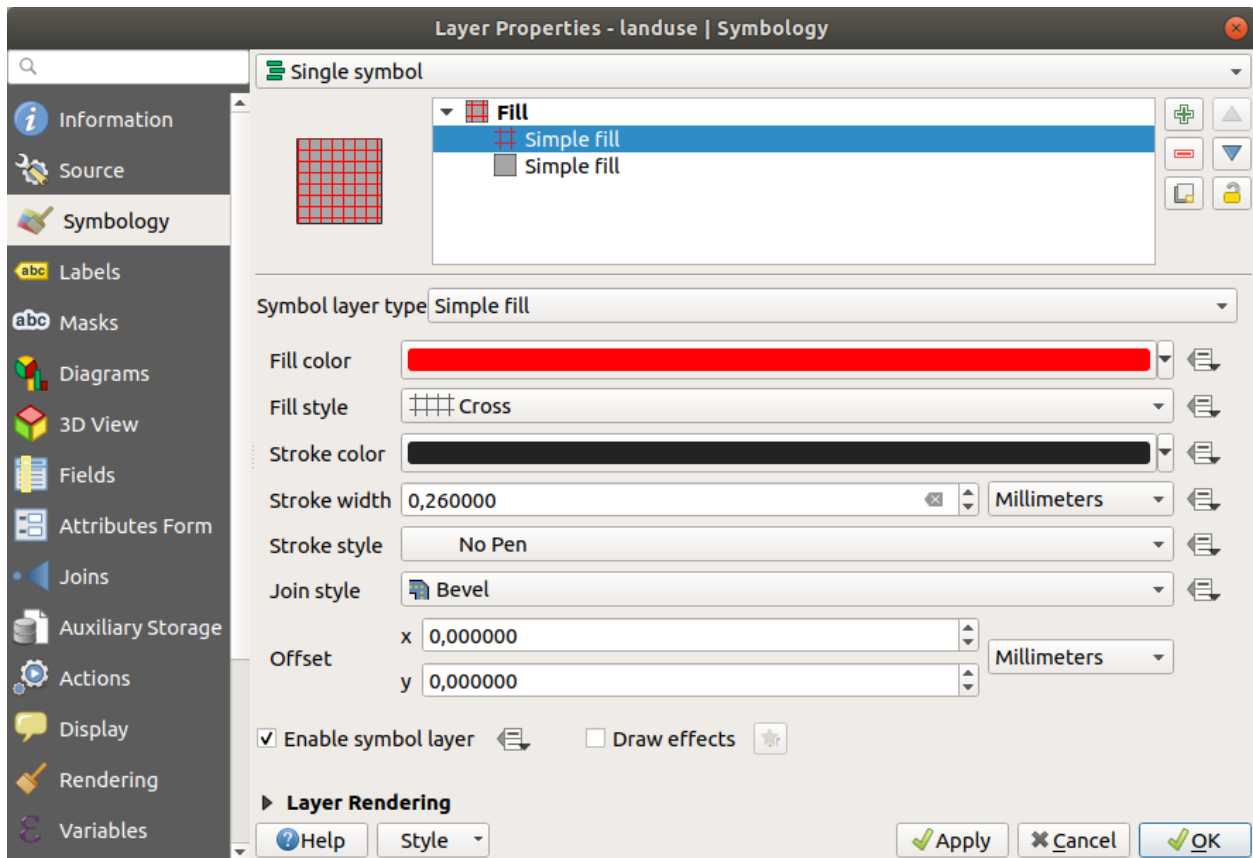 Layer Properties - landuse | Symbology
Single symbol
Information
Source
Symbology
Labels
Masks
Diagrams
3D View
Fields
Attributes Form
Joins
Auxiliary Storage
Actions
Display
Rendering
Variables
Fill
Simple fill
Simple fill
Symbol layer type Simple fill
Fill color
Fill style Cross
Stroke color
Stroke width 0,260000 Millimeters
Stroke style No Pen
Join style Bevel
Offset x 0,000000 Millimeters
y 0,000000
Enable symbol layer Draw effects
Layer Rendering
Help Style Apply Cancel OK
abc
abc